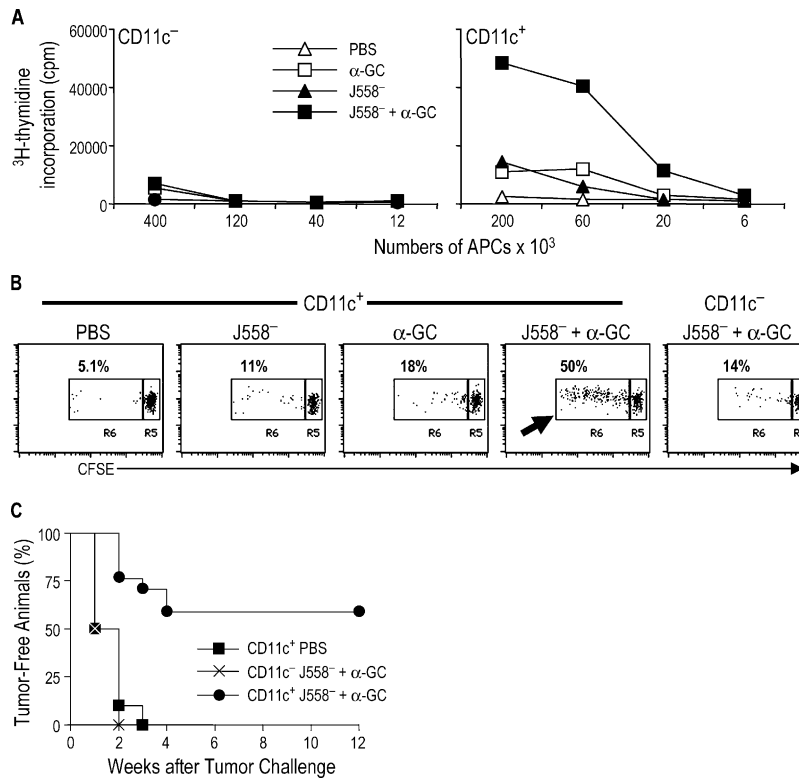 A
CD11c⁻
CD11c⁺
PBS
α-GC
J558⁻
J558⁻ + α-GC
³H-thymidine
incorporation (cpm)
60000
40000
20000
0
400 120 40 12
200 60 20 6
Numbers of APCs x 10³
B
CD11c⁺ CD11c⁻
PBS J558⁻ α-GC J558⁻ + α-GC J558⁻ + α-GC
5.1% 11% 18% 50% 14%
R6 R5 R6 R5 R6 R5 R6 R5 R6
CFSE
C
Tumor-Free Animals (%)
100
75
50
25
0
CD11c⁺ PBS
CD11c⁻ J558⁻ + α-GC
CD11c⁺ J558⁻ + α-GC
0 2 4 6 8 10 12
Weeks after Tumor Challenge